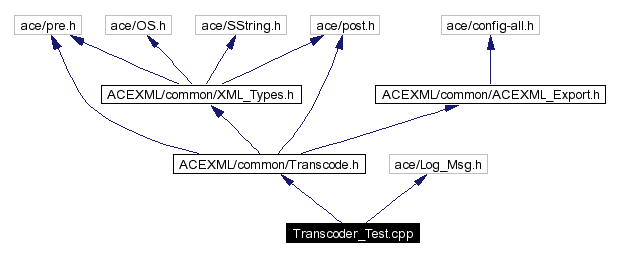 ace/pre.h
ace/OS.h
ace/SString.h
ace/post.h
ace/config-all.h
ACEXML/common/XML_Types.h
ACEXML/common/ACEXML_Export.h
ACEXML/common/Transcode.h
ace/Log_Msg.h
Transcoder_Test.cpp